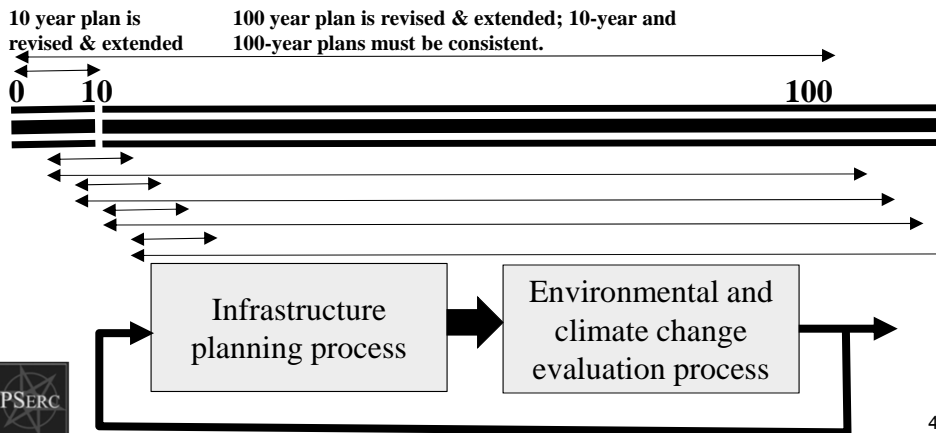 10 year plan is
revised & extended
100 year plan is revised & extended; 10-year and
100-year plans must be consistent.
0 10 100
Infrastructure
planning process
Environmental and
climate change
evaluation process
PSERC
4